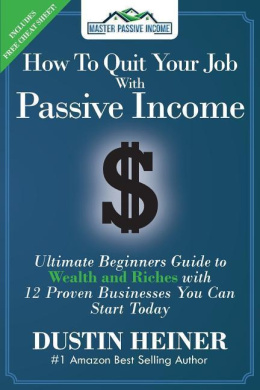 INCLUDES
FREE CHEAT SHEET!
MASTER PASSIVE INCOME
How To Quit Your Job
With
Passive Income
$
Ultimate Beginners Guide to
Wealth and Riches with
12 Proven Businesses You Can
Start Today
DUSTIN HEINER
#1 Amazon Best Selling Author